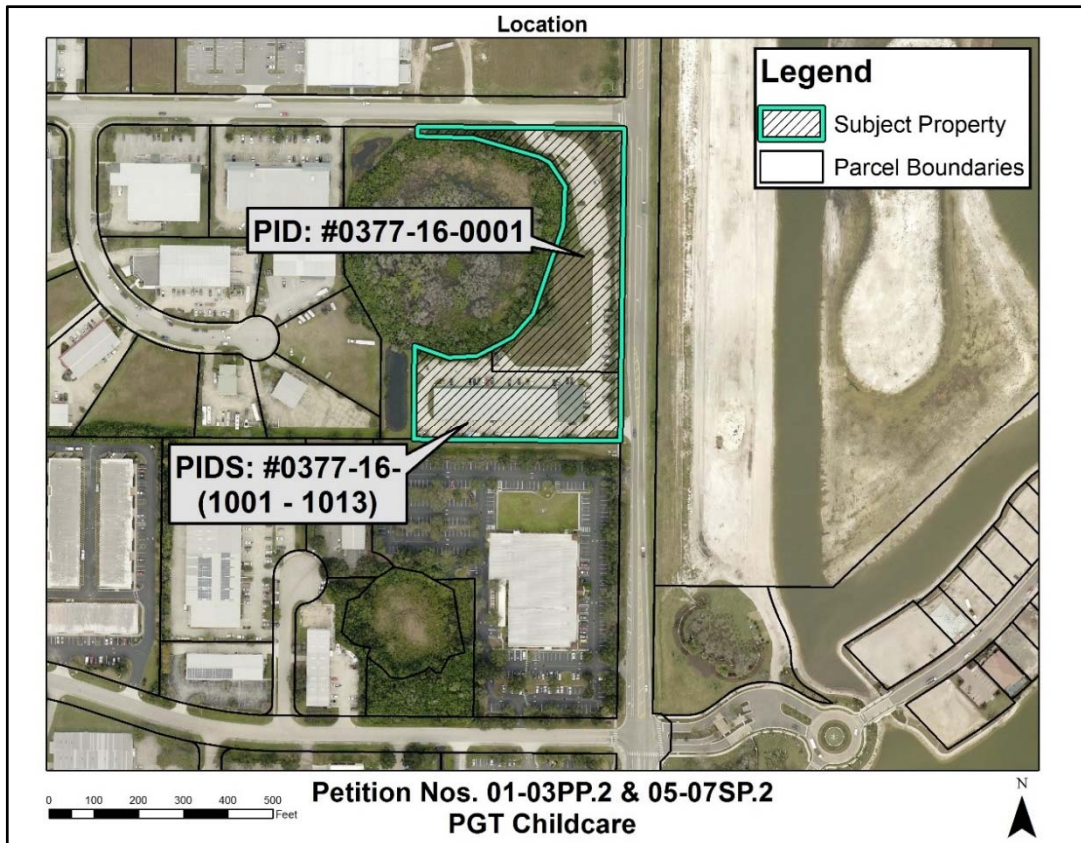 Location
Legend
Subject Property
Parcel Boundaries
PID: #0377-16-0001
PIDS: #0377-16-
(1001 - 1013)
0 100 200 300 400 500
Feet
Petition Nos. 01-03PP.2 & 05-07SP.2
PGT Childcare
N